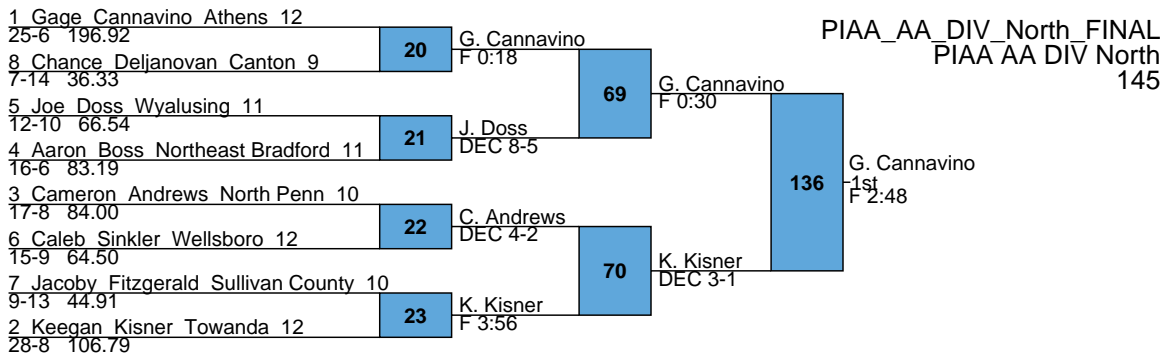 1 Gage Cannavino Athens 12
25-6 196.92
8 Chance Deljanovan Canton 9
7-14 36.33
5 Joe Doss Wyalusing 11
12-10 66.54
4 Aaron Boss Northeast Bradford 11
16-6 83.19
3 Cameron Andrews North Penn 10
17-8 84.00
6 Caleb Sinkler Wellsboro 12
15-9 64.50
7 Jacoby Fitzgerald Sullivan County 10
9-13 44.91
2 Keegan Kisner Towanda 12
28-8 106.79
20
21
22
23
G. Cannavino
F 0:18
J. Doss
DEC 8-5
C. Andrews
DEC 4-2
K. Kisner
F 3:56
69
70
G. Cannavino
F 0:30
K. Kisner
DEC 3-1
136
G. Cannavino
1st
F 2:48
PIAA_AA_DIV_North_FINAL
PIAA AA DIV North
145